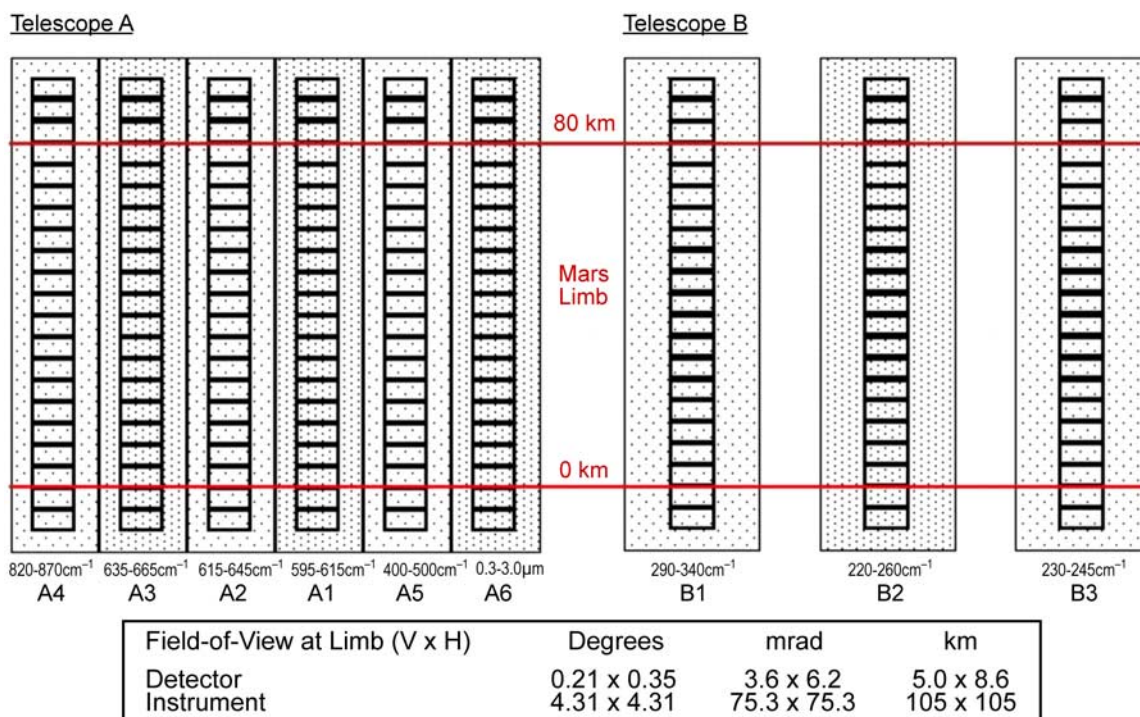 Telescope A Telescope B
80 km
Mars
Limb
0 km
820-870cm⁻¹ 635-665cm⁻¹ 615-645cm⁻¹ 595-615cm⁻¹ 400-500cm⁻¹ 0.3-3.0µm 290-340cm⁻¹ 220-260cm⁻¹ 230-245cm⁻¹
A4 A3 A2 A1 A5 A6 B1 B2 B3
Field-of-View at Limb (V x H) Degrees mrad km
Detector 0.21 x 0.35 3.6 x 6.2 5.0 x 8.6
Instrument 4.31 x 4.31 75.3 x 75.3 105 x 105